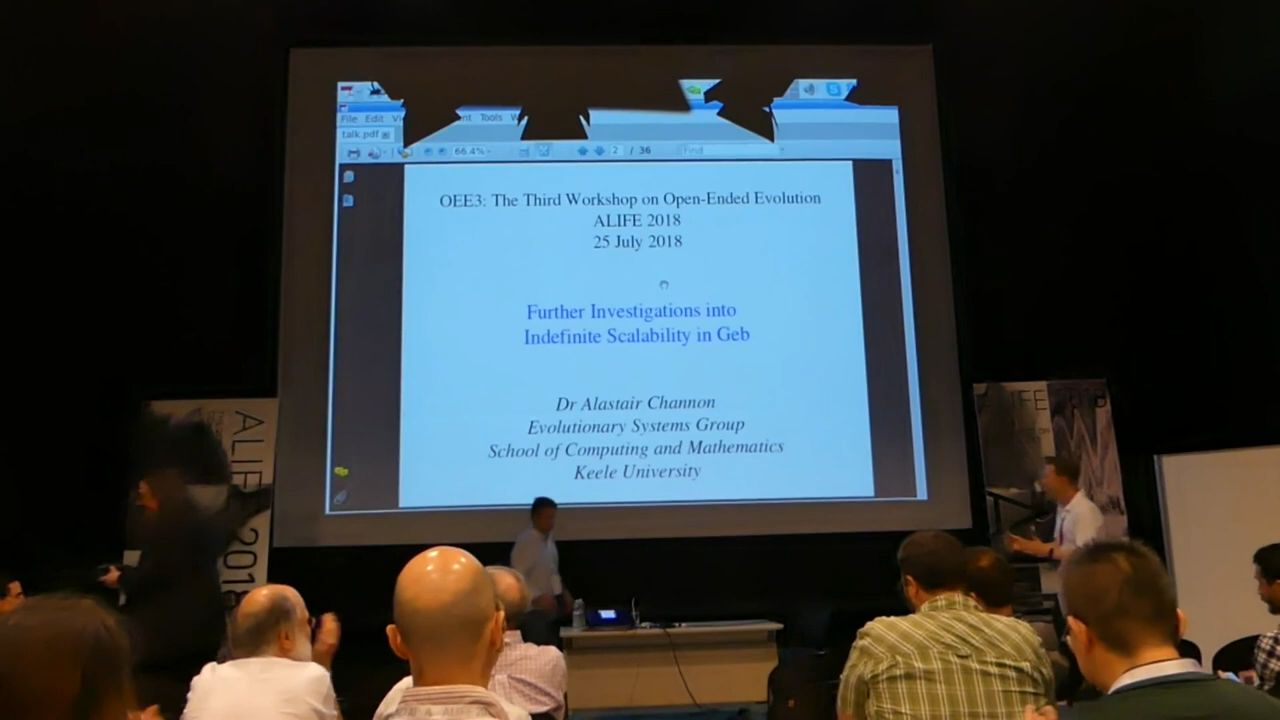 File Edit
nt Tools
talk.pdf
66.4%
2 / 36
Find
OEE3: The Third Workshop on Open-Ended Evolution
ALIFE 2018
25 July 2018
Further Investigations into
Indefinite Scalability in Geb
Dr Alastair Channon
Evolutionary Systems Group
School of Computing and Mathematics
Keele University
ALIFE 2018